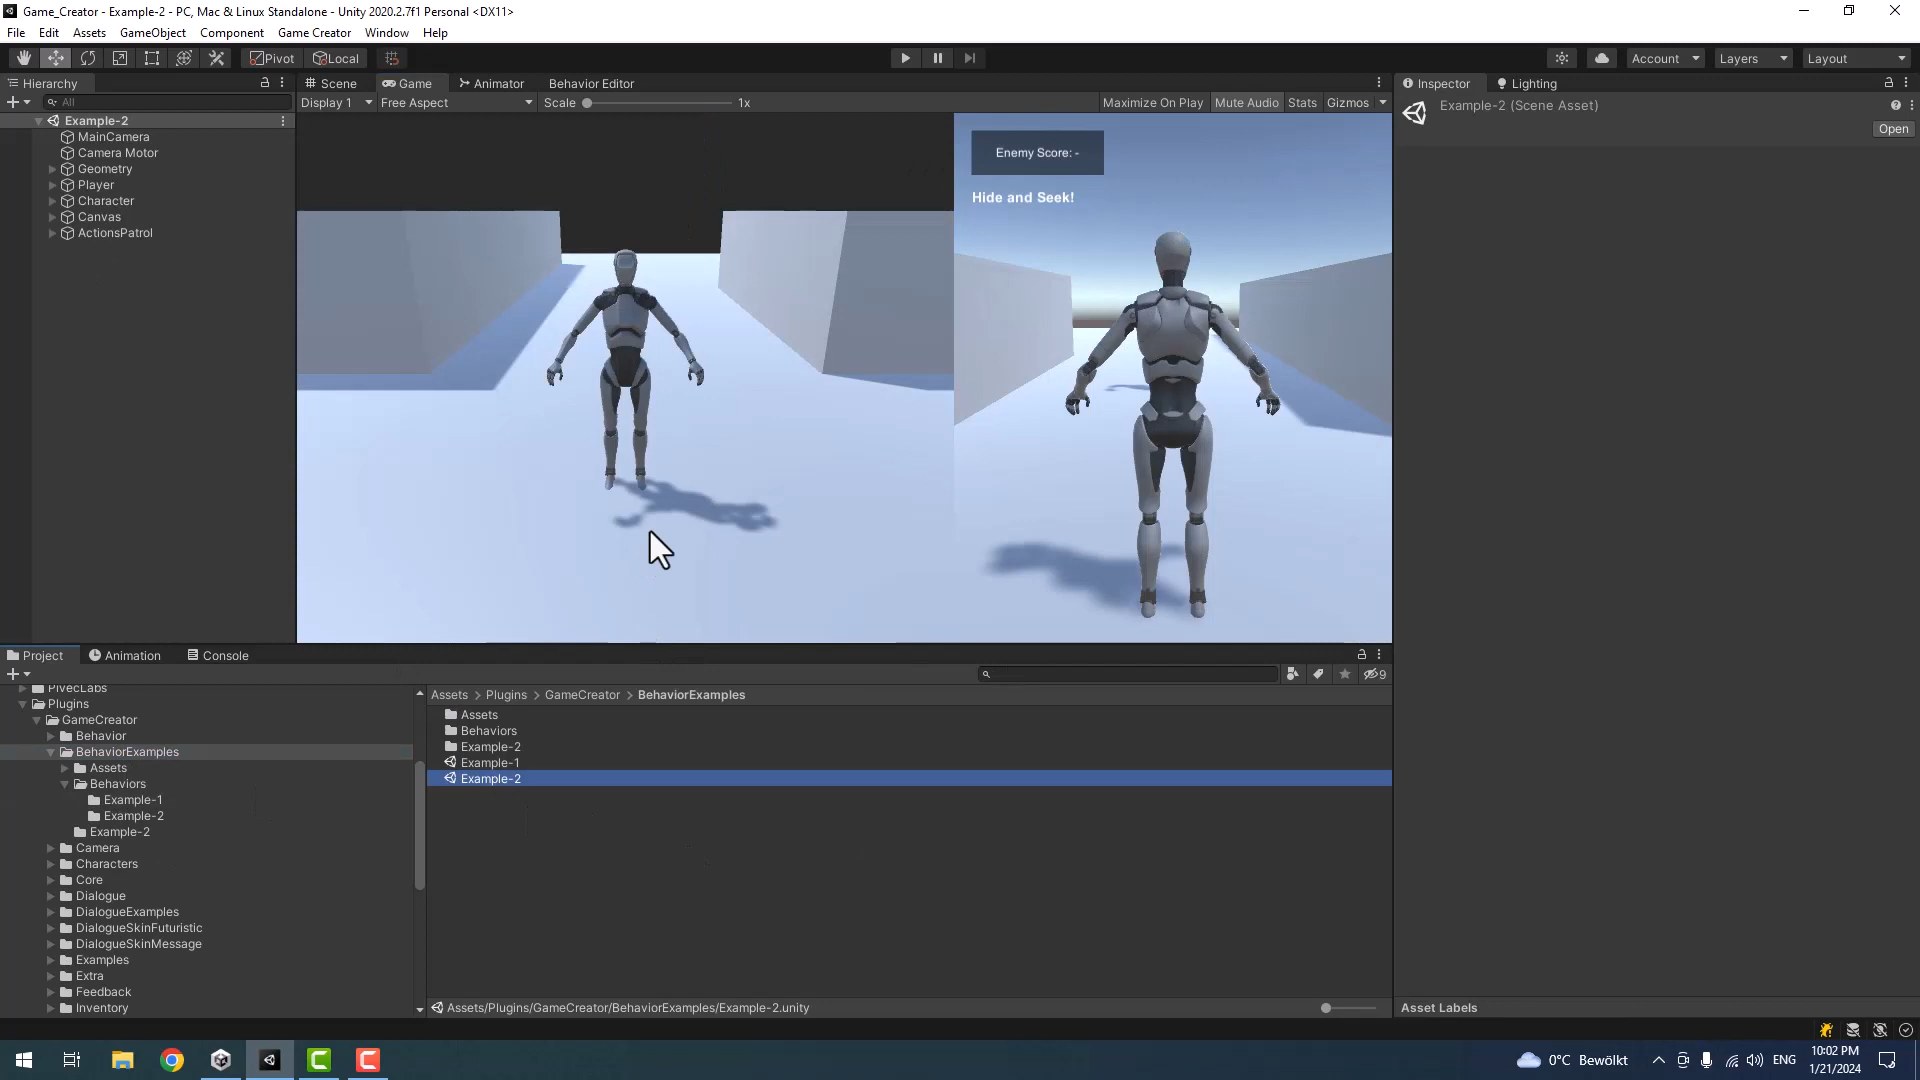 Game_Creator - Example-2 - PC, Mac & Linux Standalone - Unity 2020.2.7f1 Personal <DX11>
File Edit Assets GameObject Component Game Creator Window Help
Pivot Local Account Layers Layout
Hierarchy
All
Example-2
MainCamera
Camera Motor
Geometry
Player
Character
Canvas
ActionsPatrol
Scene Game Animator Behavior Editor
Display 1 Free Aspect Scale 1x Maximize On Play Mute Audio Stats Gizmos
Enemy Score: -
Hide and Seek!
Inspector Lighting
Example-2 (Scene Asset)
Open
Project Animation Console
9
PivecLabs
Plugins
GameCreator
Behavior
BehaviorExamples
Assets
Behaviors
Example-1
Example-2
Example-2
Camera
Characters
Core
Dialogue
DialogueExamples
DialogueSkinFuturistic
DialogueSkinMessage
Examples
Extra
Feedback
Inventory
Assets > Plugins > GameCreator > BehaviorExamples
Assets
Behaviors
Example-2
Example-1
Example-2
Assets/Plugins/GameCreator/BehaviorExamples/Example-2.unity
Asset Labels
0°C Bewölkt
ENG
10:02 PM
1/21/2024